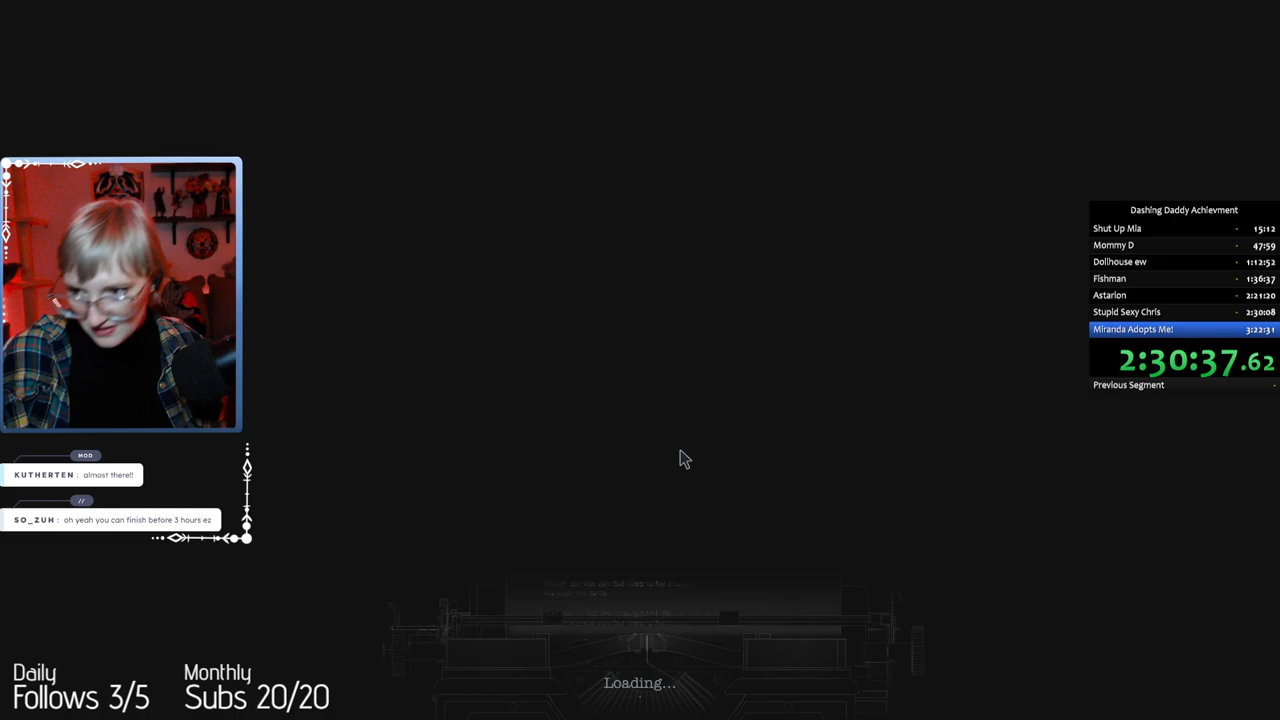 Dashing Daddy Achievment
Shut Up Mia - 15:12
Mommy D - 47:59
Dollhouse ew - 1:12:52
Fishman - 1:36:37
Astarion - 2:21:20
Stupid Sexy Chris - 2:30:08
Miranda Adopts Me! 3:22:31
2:30:37.62
Previous Segment -
MOD
KUTHERTEN : almost there!!
//
SO_ZUH : oh yeah you can finish before 3 hours ez
Loading...
Daily
Follows 3/5
Monthly
Subs 20/20